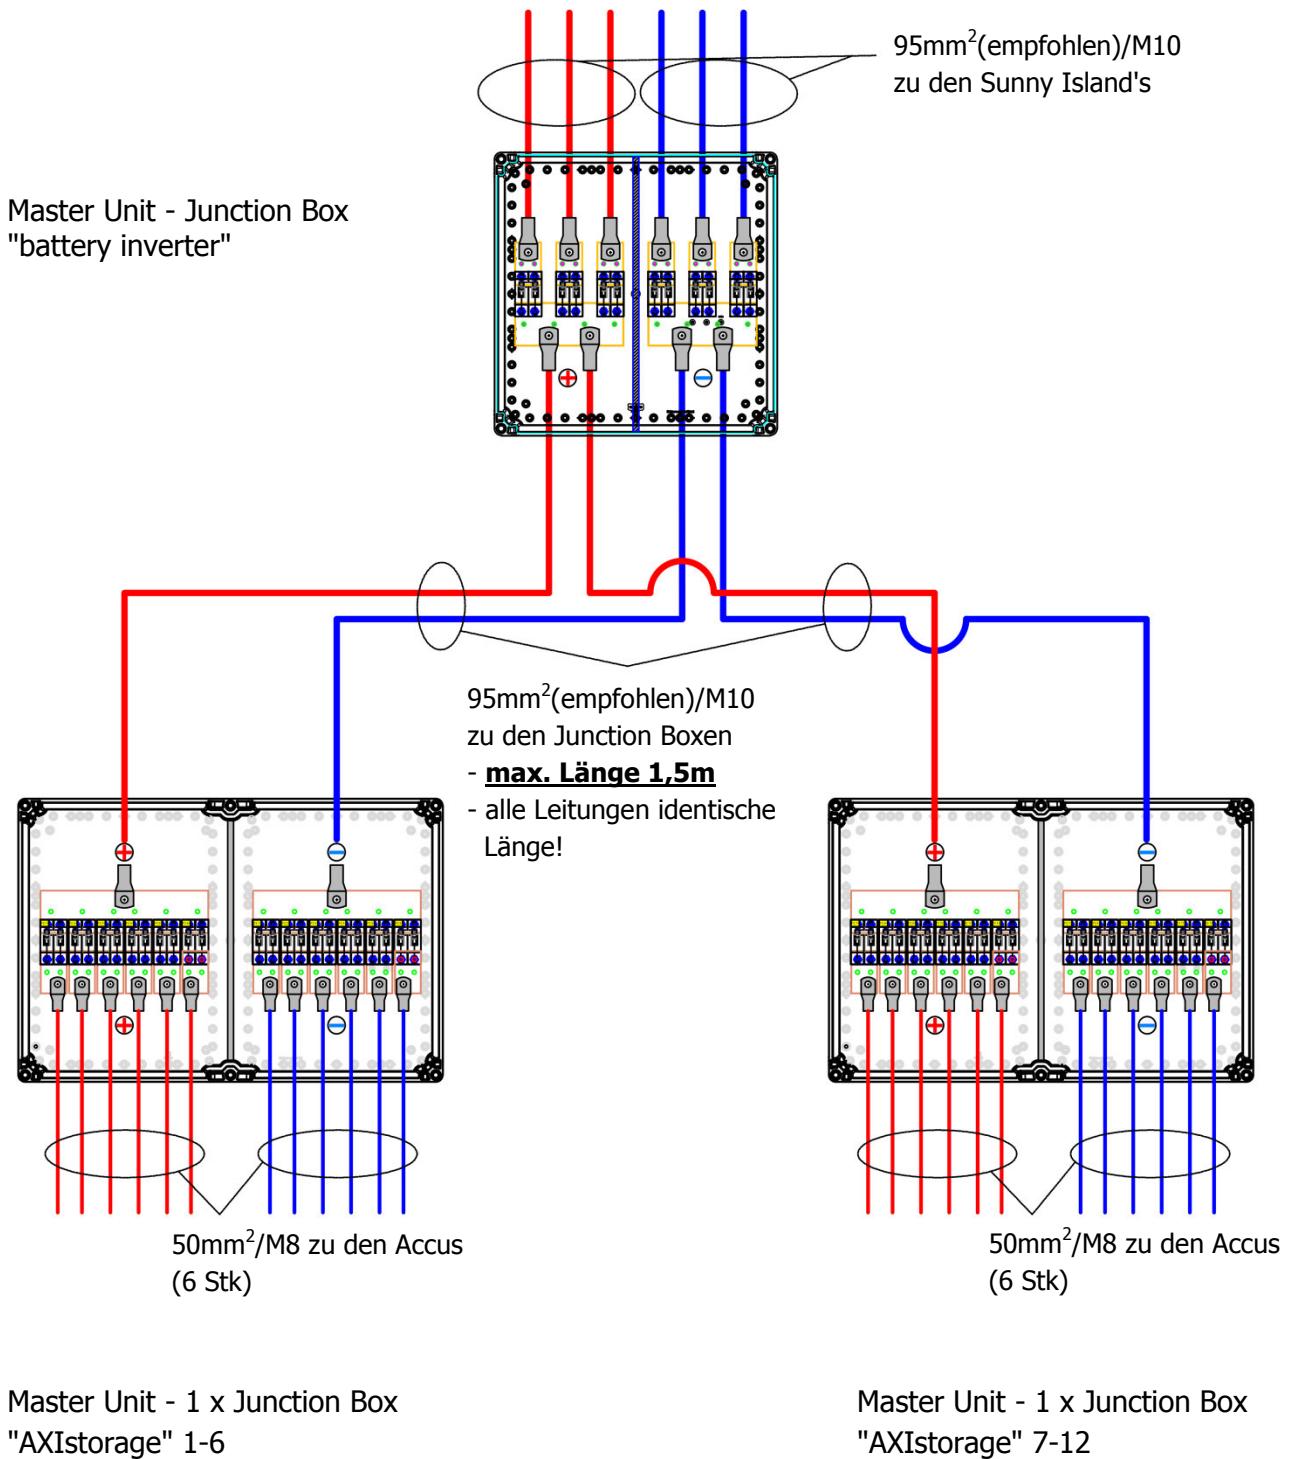 95mm²(empfohlen)/M10
zu den Sunny Island's
Master Unit - Junction Box
"battery inverter"
95mm²(empfohlen)/M10
zu den Junction Boxen
- max. Länge 1,5m
- alle Leitungen identische
Länge!
50mm²/M8 zu den Accus
(6 Stk)
50mm²/M8 zu den Accus
(6 Stk)
Master Unit - 1 x Junction Box
"AXIstorage" 1-6
Master Unit - 1 x Junction Box
"AXIstorage" 7-12